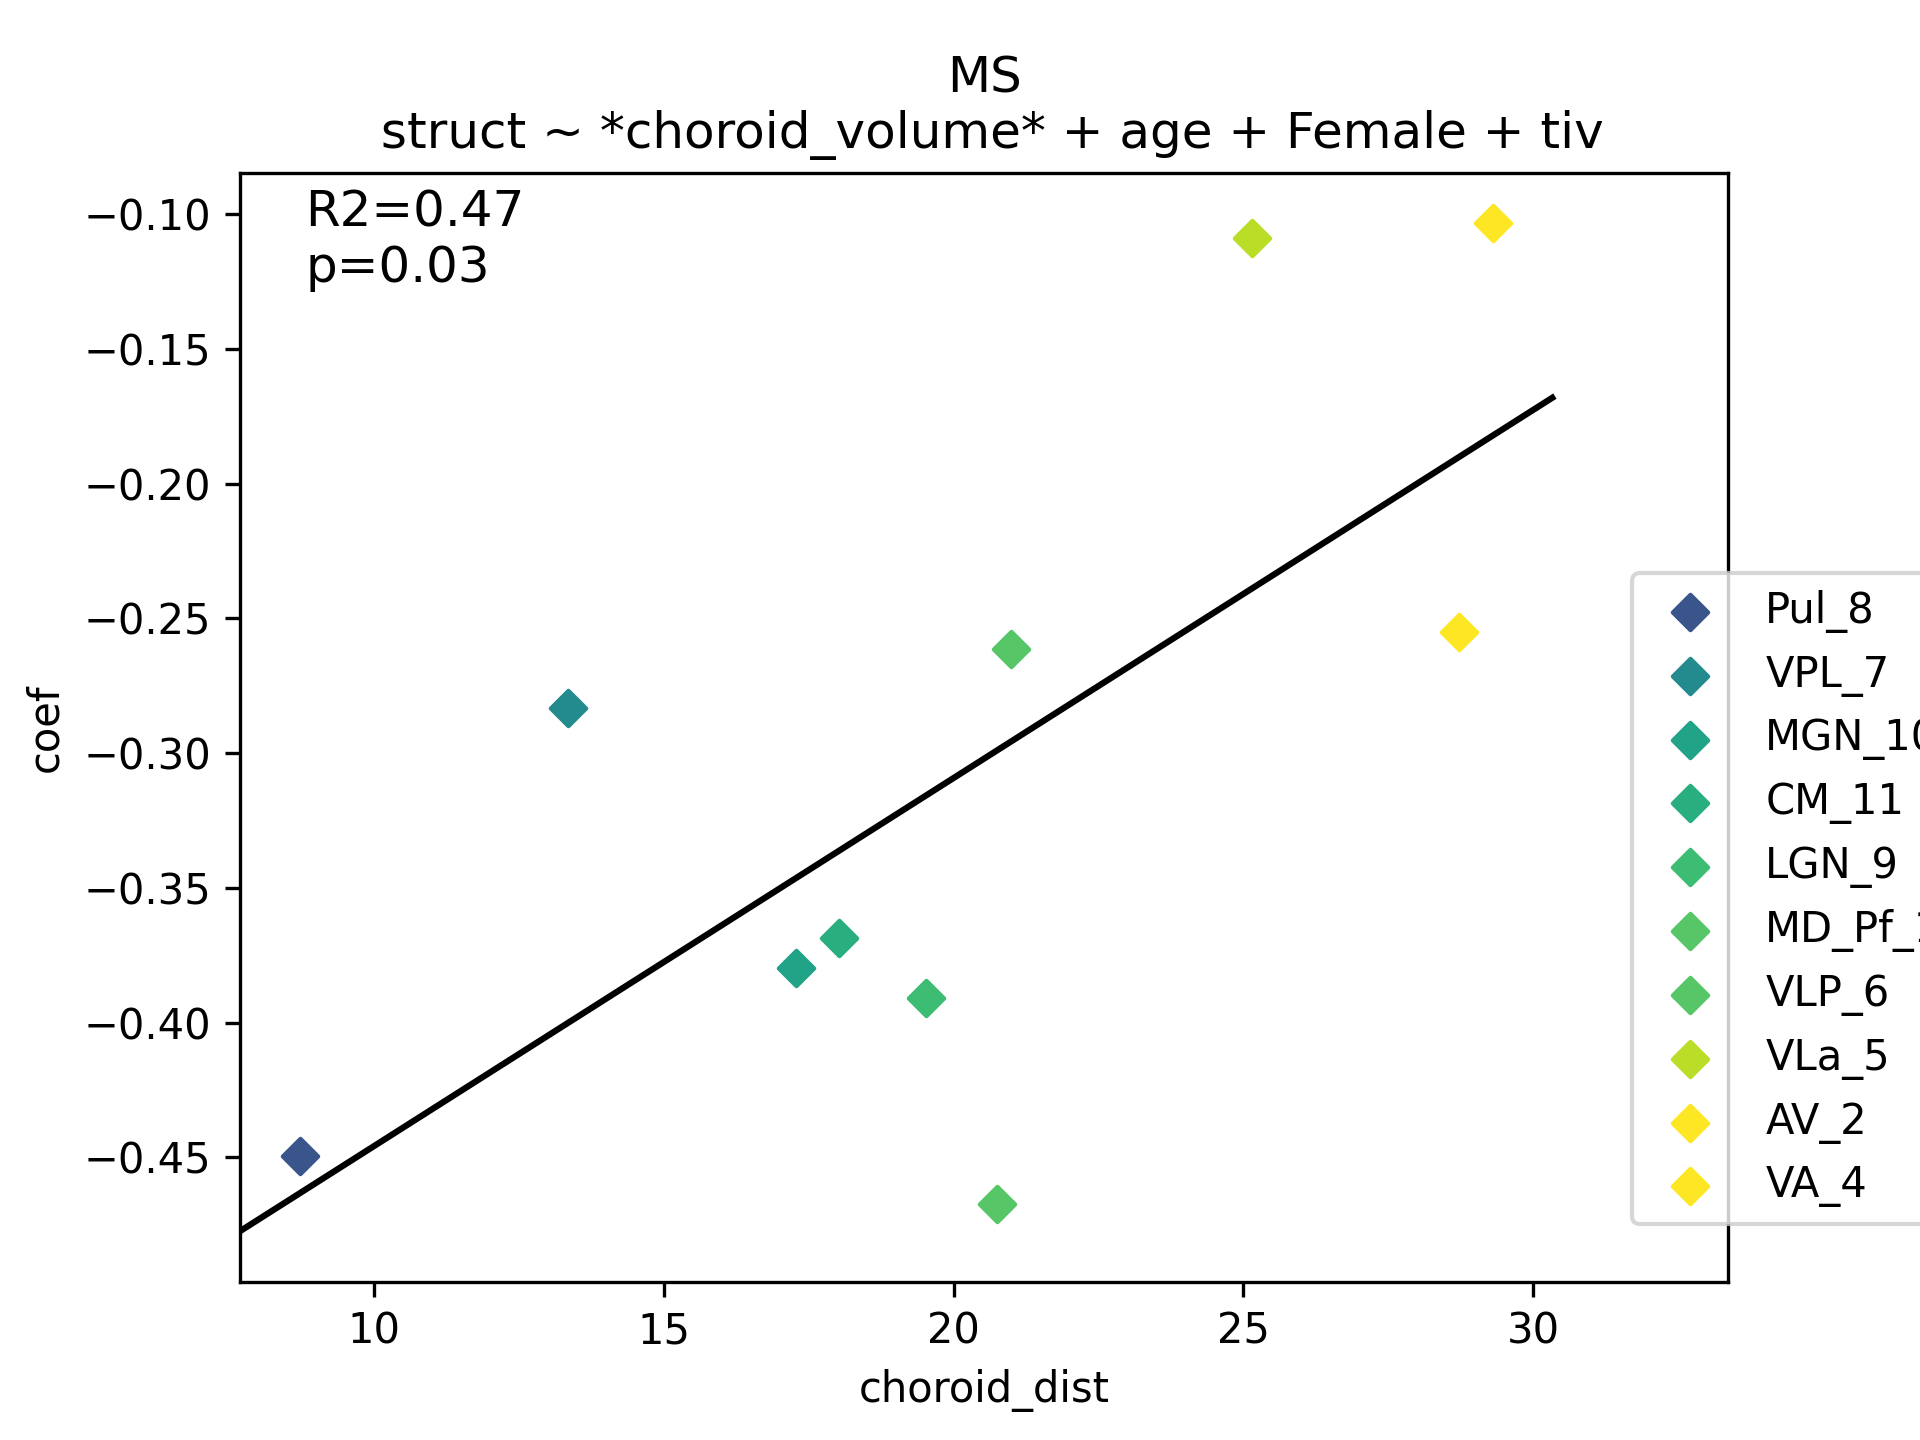 MS
struct ~ *choroid_volume* + age + Female + tiv
R2=0.47
p=0.03
−0.10
−0.15
−0.20
−0.25
−0.30
−0.35
−0.40
−0.45
coef
10 15 20 25 30
choroid_dist
Pul_8
VPL_7
MGN_10
CM_11
LGN_9
MD_Pf_
VLP_6
VLa_5
AV_2
VA_4